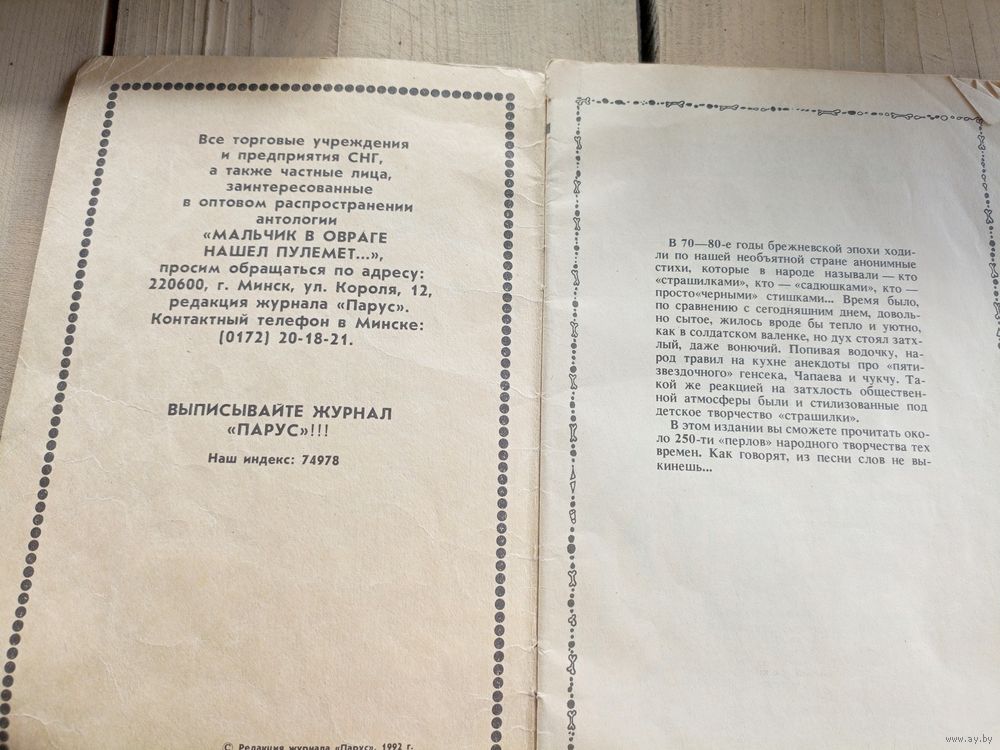 Все торговые учреждения
и предприятия СНГ,
а также частные лица,
заинтересованные
в оптовом распространении
антологии
«МАЛЬЧИК В ОВРАГЕ
НАШЕЛ ПУЛЕМЕТ...»,
просим обращаться по адресу:
220600, г. Минск, ул. Короля, 12,
редакция журнала «Парус».
Контактный телефон в Минске:
(0172) 20-18-21.
ВЫПИСЫВАЙТЕ ЖУРНАЛ
«ПАРУС»!!!
Наш индекс: 74978
© Редакция журнала «Парус», 1992 г.
В 70—80-е годы брежневской эпохи ходи-
ли по нашей необъятной стране анонимные
стихи, которые в народе называли — кто
«страшилками», кто — «садюшками», кто —
просто«черными» стишками... Время было,
по сравнению с сегодняшним днем, доволь-
но сытое, жилось вроде бы тепло и уютно,
как в солдатском валенке, но дух стоял затх-
лый, даже вонючий. Попивая водочку, на-
род травил на кухне анекдоты про «пяти-
звездочного» генсека, Чапаева и чукчу. Та-
кой же реакцией на затхлость обществен-
ной атмосферы были и стилизованные под
детское творчество «страшилки».
В этом издании вы сможете прочитать око-
ло 250-ти «перлов» народного творчества тех
времен. Как говорят, из песни слов не вы-
кинешь...
www.ay.by